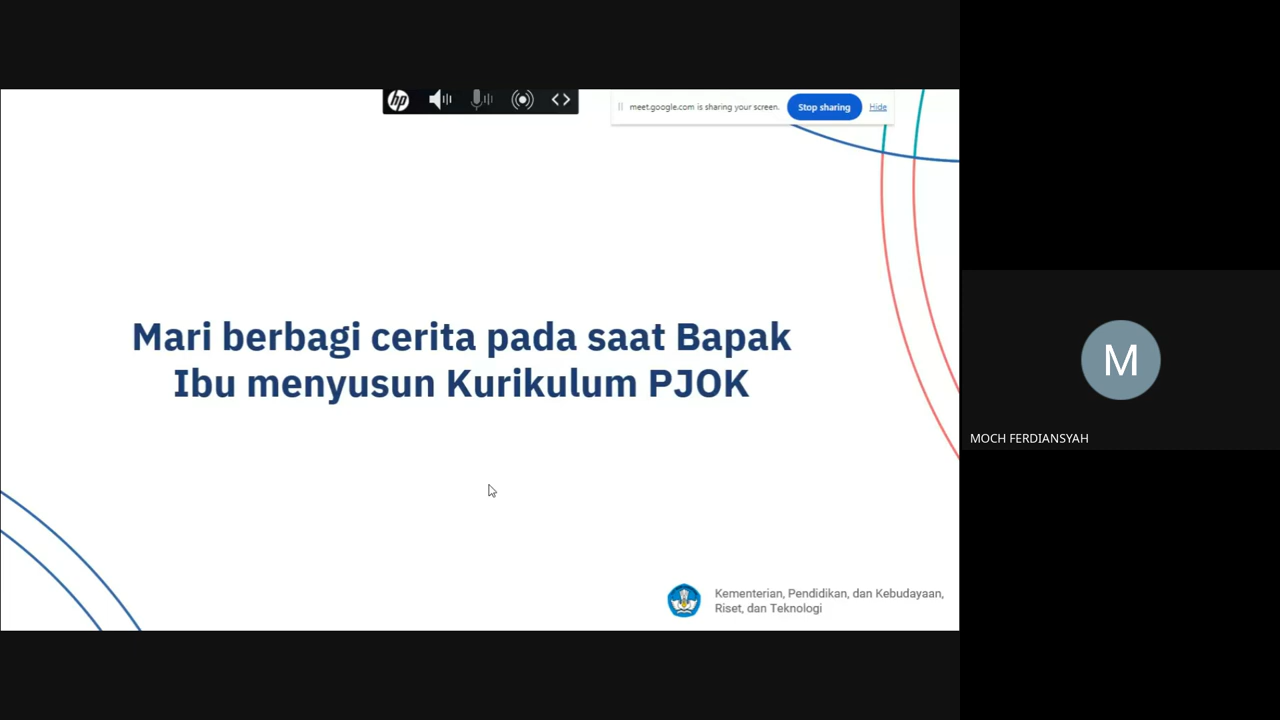 hp
meet.google.com is sharing your screen.
Stop sharing
Hide
Mari berbagi cerita pada saat Bapak
Ibu menyusun Kurikulum PJOK
Kementerian, Pendidikan, dan Kebudayaan,
Riset, dan Teknologi
M
MOCH FERDIANSYAH